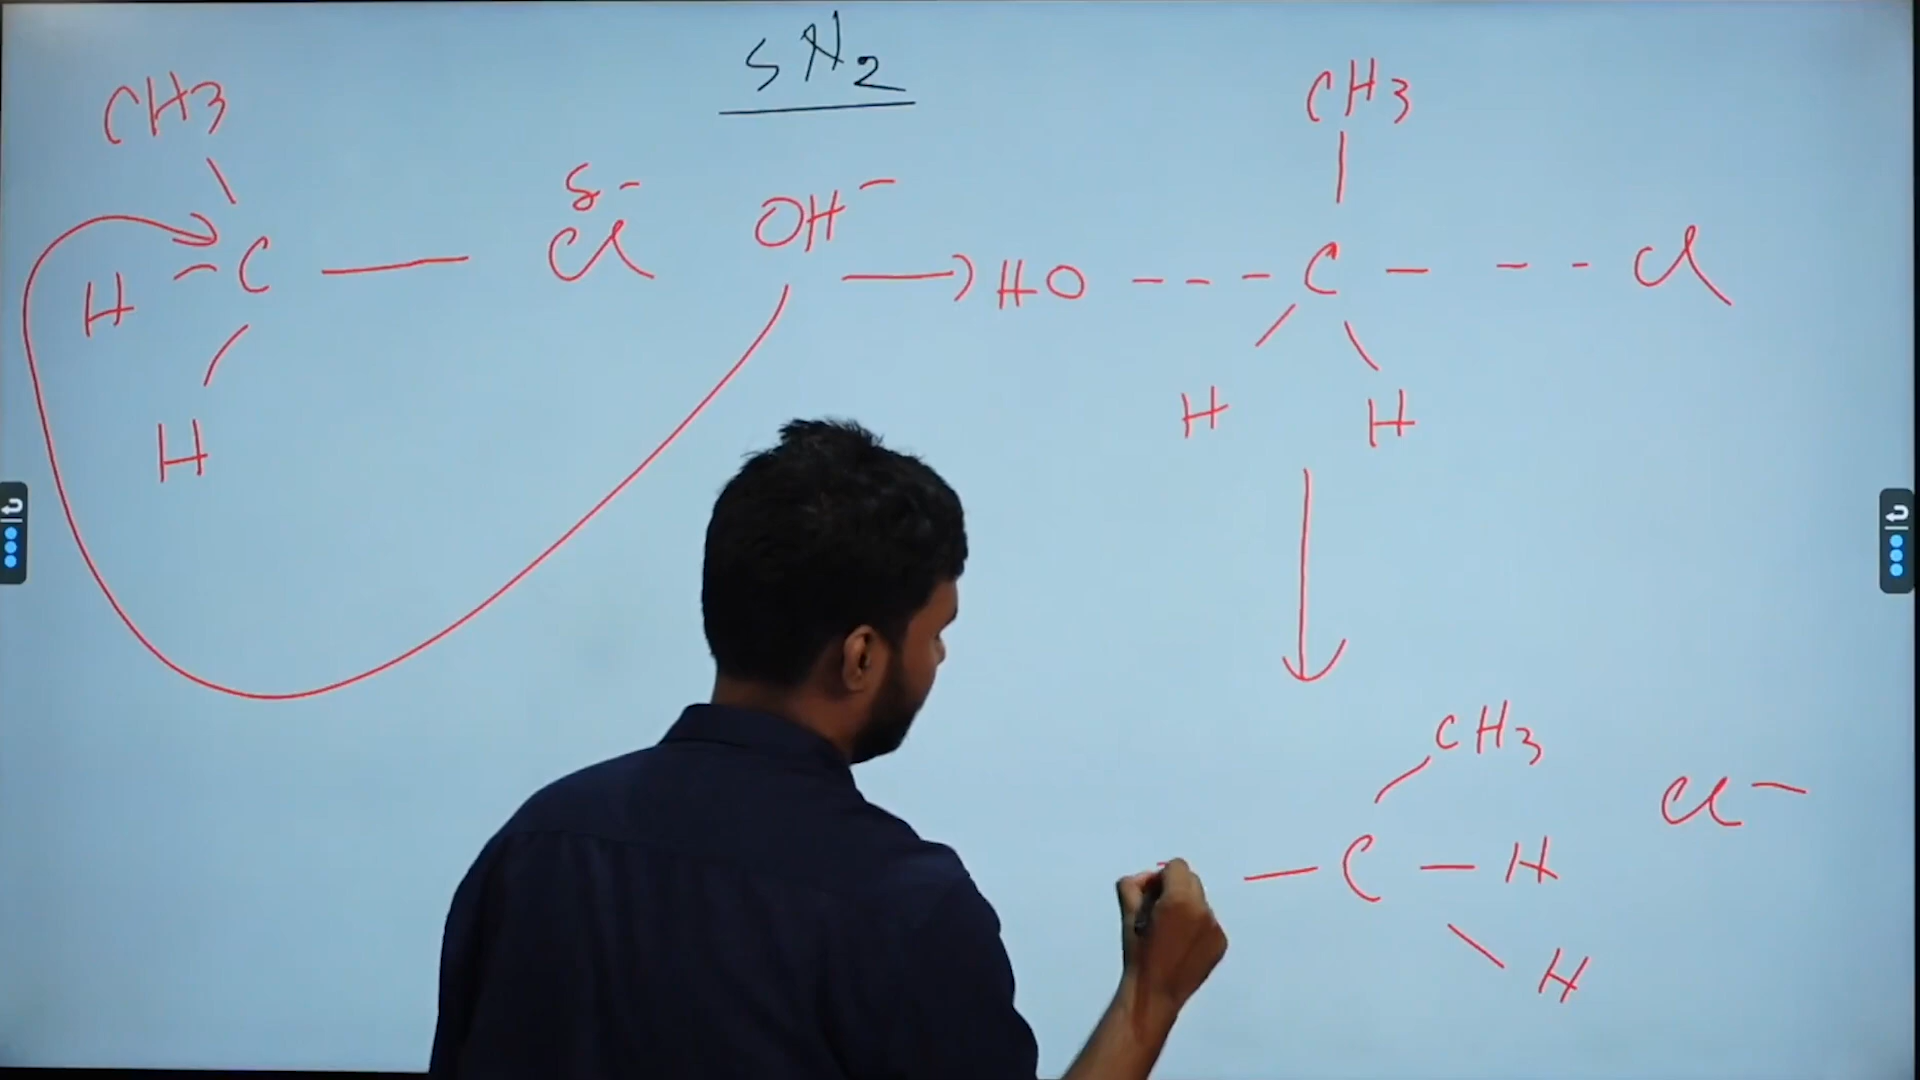 SN2
CH3
δ-
H = C — Cl
OH⁻
H
CH3
HO --- C - - - Cl
H H
CH3
— C — H
Cl⁻
H